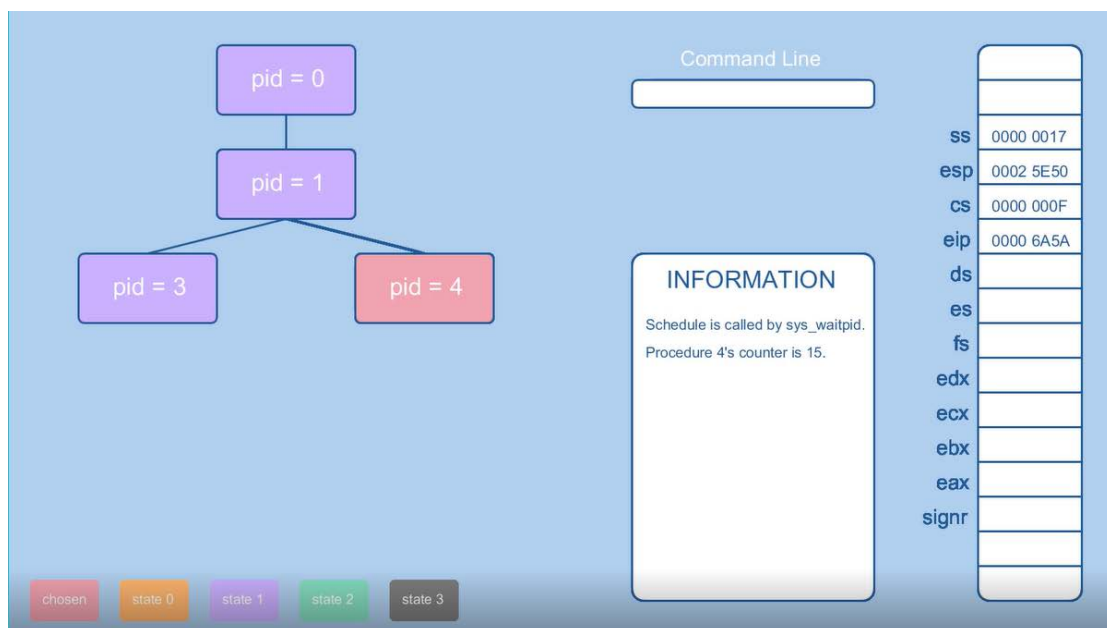 pid = 0
pid = 1
pid = 3
pid = 4
Command Line
INFORMATION
Schedule is called by sys_waitpid.
Procedure 4's counter is 15.
ss 0000 0017
esp 0002 5E50
cs 0000 000F
eip 0000 6A5A
ds
es
fs
edx
ecx
ebx
eax
signr
chosen state 0 state 1 state 2 state 3